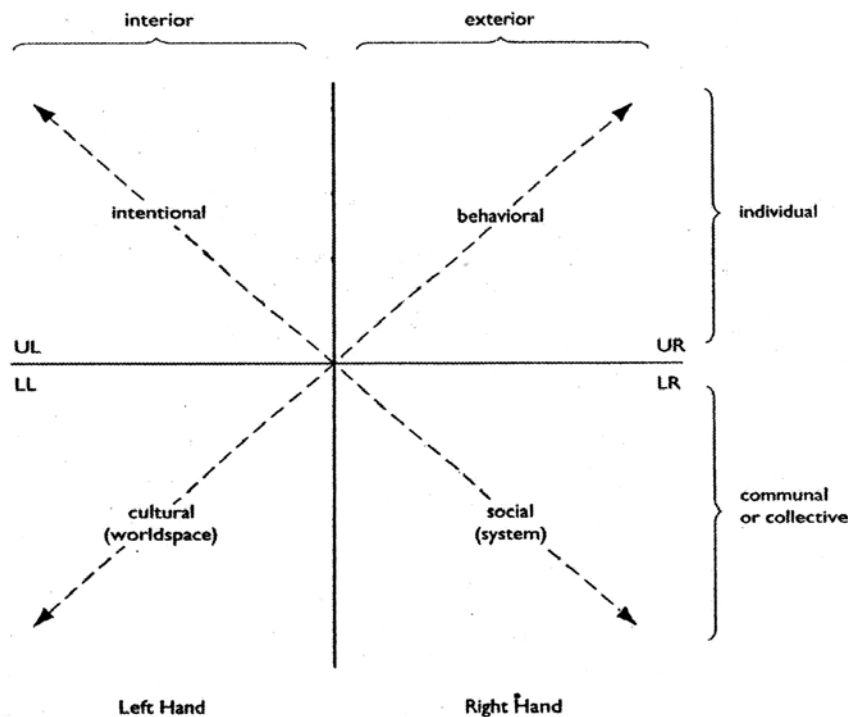 interior
exterior
intentional
behavioral
individual
UL
UR
LL
LR
cultural
(worldspace)
social
(system)
communal
or collective
Left Hand
Right Hand